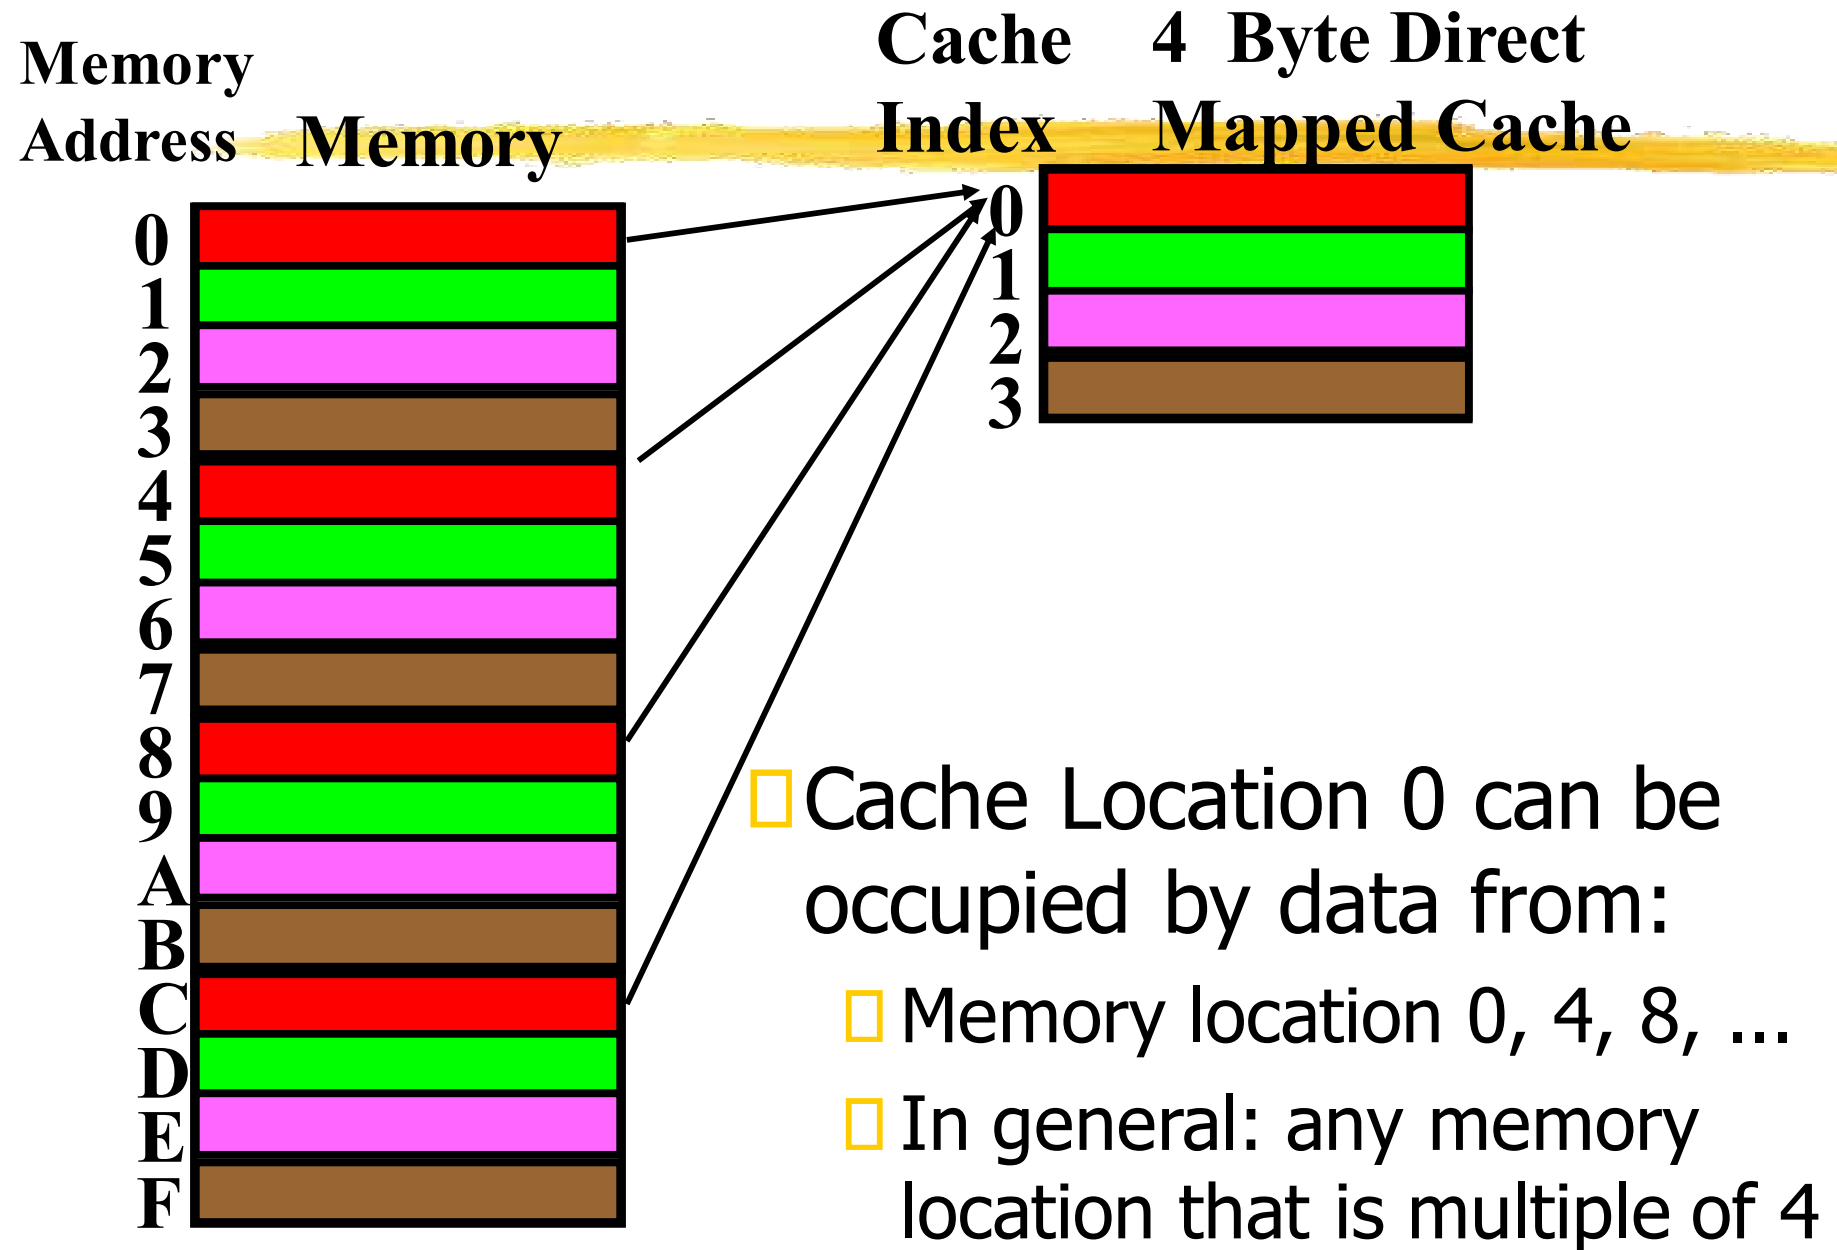 Memory
Address
Memory
Cache
Index
4 Byte Direct
Mapped Cache
0
1
2
3
4
5
6
7
8
9
A
B
C
D
E
F
0
1
2
3
Cache Location 0 can be
occupied by data from:
Memory location 0, 4, 8, ...
In general: any memory
location that is multiple of 4